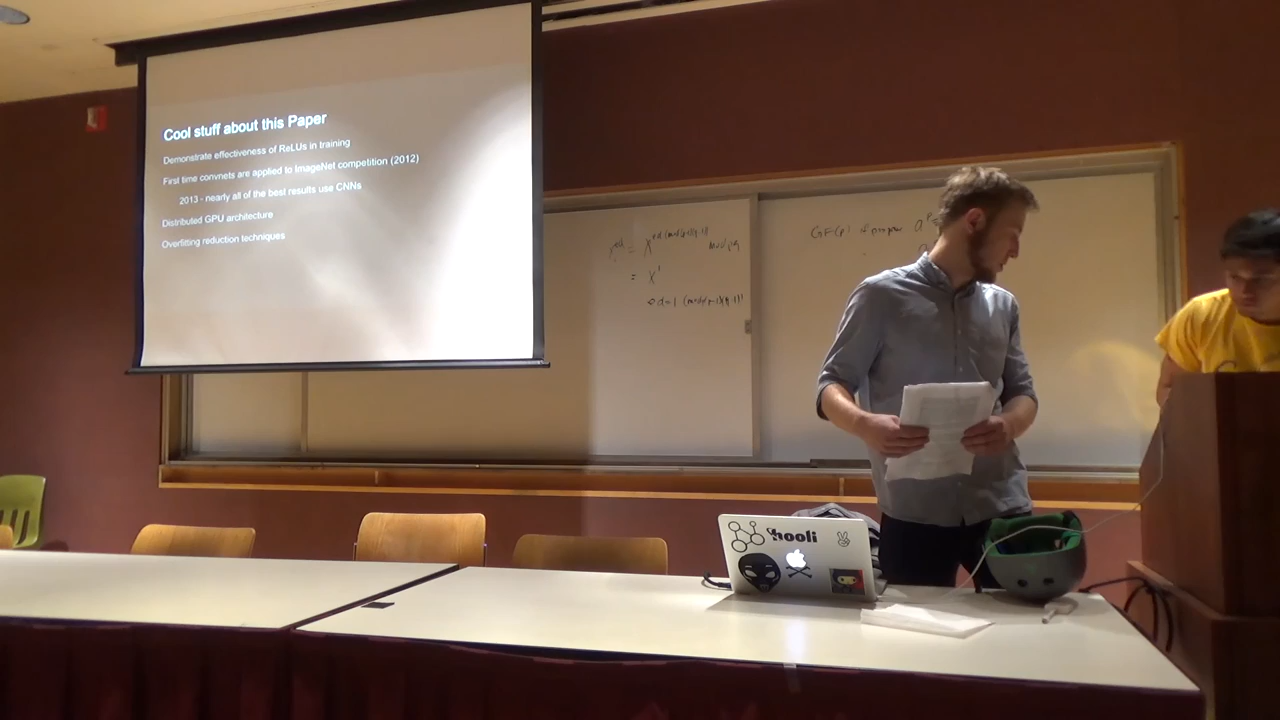 Cool stuff about this Paper
Demonstrate effectiveness of ReLUs in training
First time convnets are applied to ImageNet competition (2012)
2013 - nearly all of the best results use CNNs
Distributed GPU architecture
Overfitting reduction techniques
= X¹
hooli